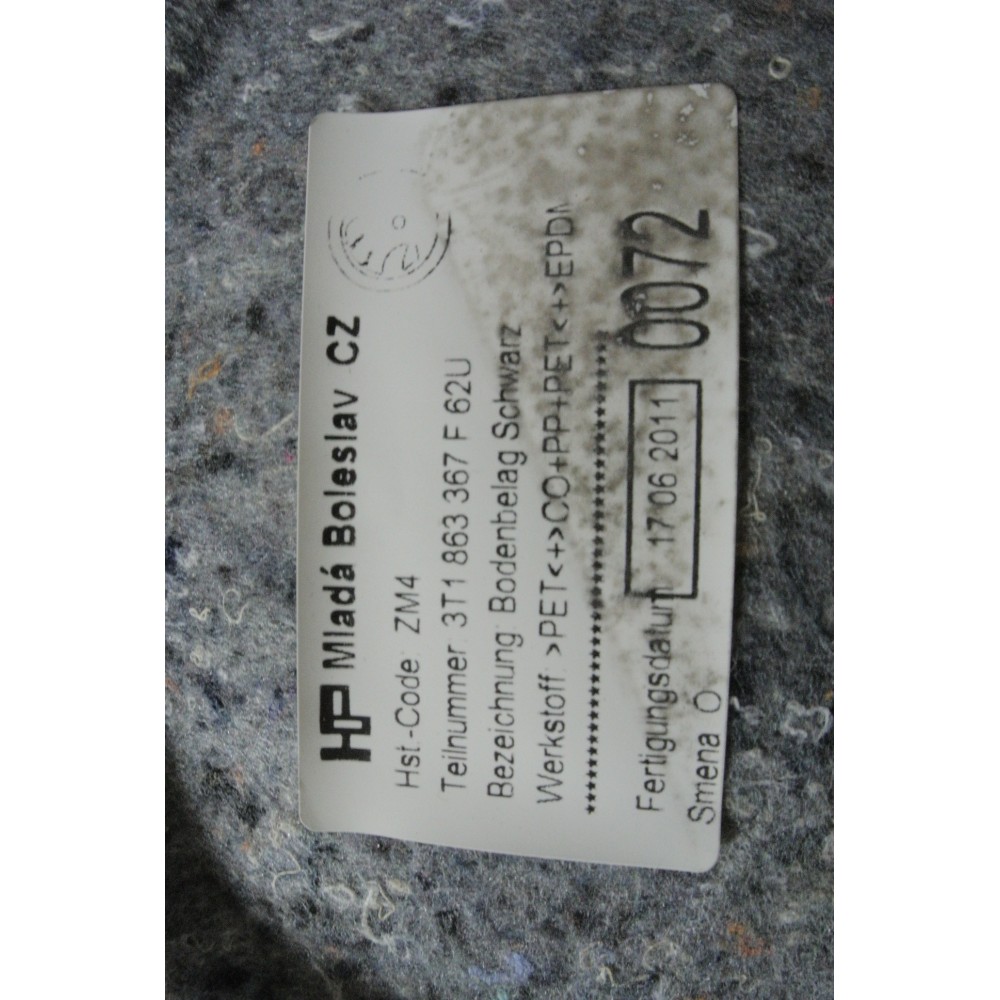 HP Mladá Boleslav CZ
Hst.-Code: ZM4
Teilnummer: 3T1 863 367 F 62U
Bezeichnung: Bodenbelag Schwarz
Werkstoff: >PET<+>CO+PP+PET<+>EPDM
****************************************
Fertigungsdatum 17 06 2011 0072
Smena O